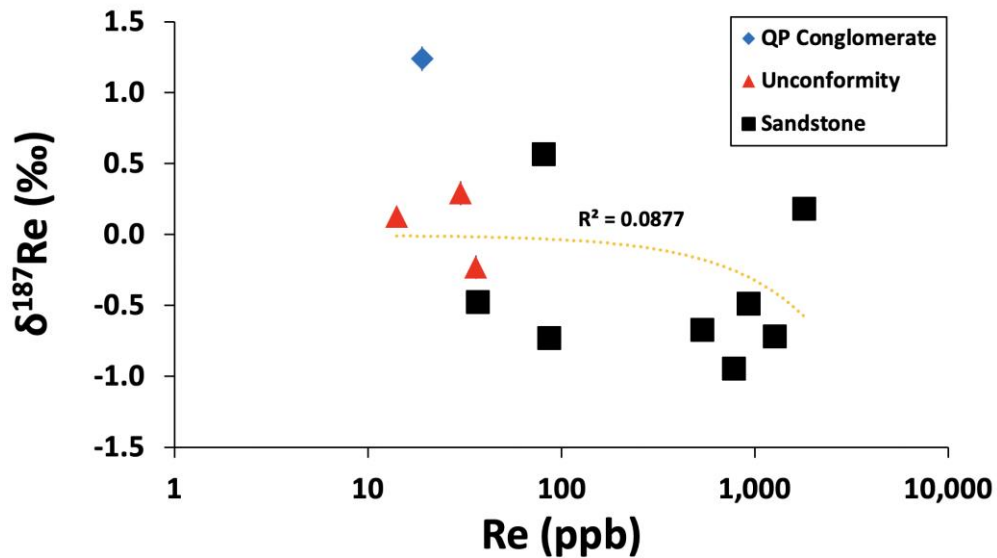 1.5
1.0
0.5
0.0
-0.5
-1.0
-1.5
δ¹⁸⁷Re (‰)
QP Conglomerate
Unconformity
Sandstone
R² = 0.0877
1
10
100
1,000
10,000
Re (ppb)